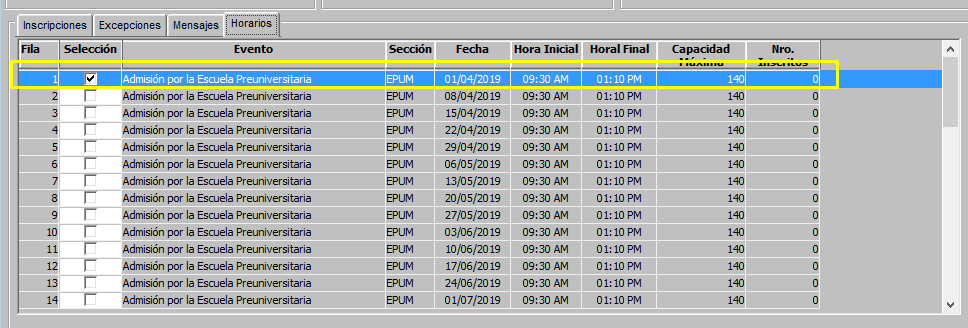 Inscripciones Excepciones Mensajes Horarios
Fila Selección Evento Sección Fecha Hora Inicial Horal Final Capacidad Máxima Nro. Inscritos
1 Admisión por la Escuela Preuniversitaria EPUM 01/04/2019 09:30 AM 01:10 PM 140 0
2 Admisión por la Escuela Preuniversitaria EPUM 08/04/2019 09:30 AM 01:10 PM 140 0
3 Admisión por la Escuela Preuniversitaria EPUM 15/04/2019 09:30 AM 01:10 PM 140 0
4 Admisión por la Escuela Preuniversitaria EPUM 22/04/2019 09:30 AM 01:10 PM 140 0
5 Admisión por la Escuela Preuniversitaria EPUM 29/04/2019 09:30 AM 01:10 PM 140 0
6 Admisión por la Escuela Preuniversitaria EPUM 06/05/2019 09:30 AM 01:10 PM 140 0
7 Admisión por la Escuela Preuniversitaria EPUM 13/05/2019 09:30 AM 01:10 PM 140 0
8 Admisión por la Escuela Preuniversitaria EPUM 20/05/2019 09:30 AM 01:10 PM 140 0
9 Admisión por la Escuela Preuniversitaria EPUM 27/05/2019 09:30 AM 01:10 PM 140 0
10 Admisión por la Escuela Preuniversitaria EPUM 03/06/2019 09:30 AM 01:10 PM 140 0
11 Admisión por la Escuela Preuniversitaria EPUM 10/06/2019 09:30 AM 01:10 PM 140 0
12 Admisión por la Escuela Preuniversitaria EPUM 17/06/2019 09:30 AM 01:10 PM 140 0
13 Admisión por la Escuela Preuniversitaria EPUM 24/06/2019 09:30 AM 01:10 PM 140 0
14 Admisión por la Escuela Preuniversitaria EPUM 01/07/2019 09:30 AM 01:10 PM 140 0